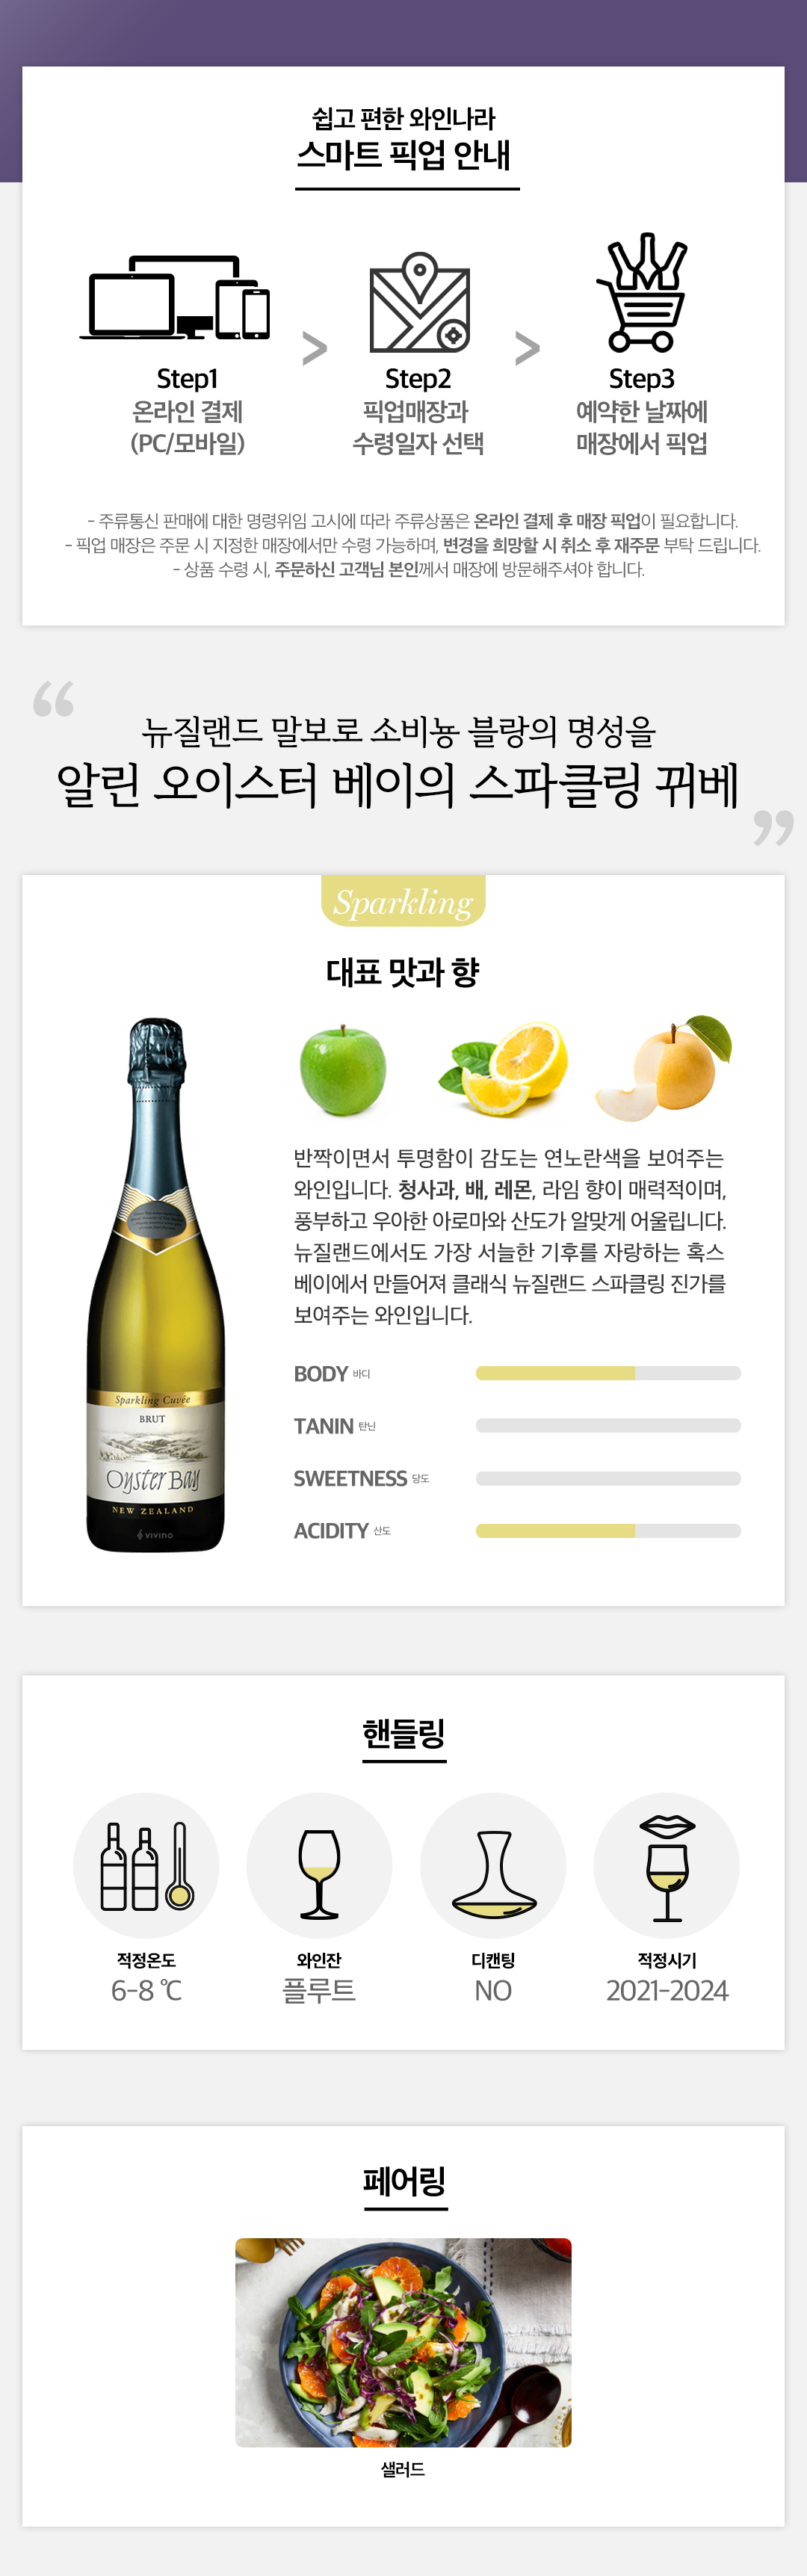 쉽고 편한 와인나라
스마트 픽업 안내
>
>
Step1
온라인 결제
(PC/모바일)
Step2
픽업매장과
수령일자 선택
Step3
예약한 날짜에
매장에서 픽업
- 주류통신 판매에 대한 명령위임 고시에 따라 주류상품은 온라인 결제 후 매장 픽업이 필요합니다.
- 픽업 매장은 주문 시 지정한 매장에서만 수령 가능하며, 변경을 희망할 시 취소 후 재주문 부탁 드립니다.
- 상품 수령 시, 주문하신 고객님 본인께서 매장에 방문해주셔야 합니다.
“
뉴질랜드 말보로 소비뇽 블랑의 명성을
알린 오이스터 베이의 스파클링 뀌베
”
Sparkling
대표 맛과 향
반짝이면서 투명함이 감도는 연노란색을 보여주는
와인입니다. 청사과, 배, 레몬, 라임 향이 매력적이며,
풍부하고 우아한 아로마와 산도가 알맞게 어울립니다.
뉴질랜드에서도 가장 서늘한 기후를 자랑하는 혹스
베이에서 만들어져 클래식 뉴질랜드 스파클링 진가를
보여주는 와인입니다.
Sparkling Cuvée
BRUT
Oyster Bay
NEW ZEALAND
vivino
BODY 바디
TANIN 탄닌
SWEETNESS 당도
ACIDITY 산도
핸들링
적정온도
6-8 ℃
와인잔
플루트
디캔팅
NO
적정시기
2021-2024
페어링
샐러드